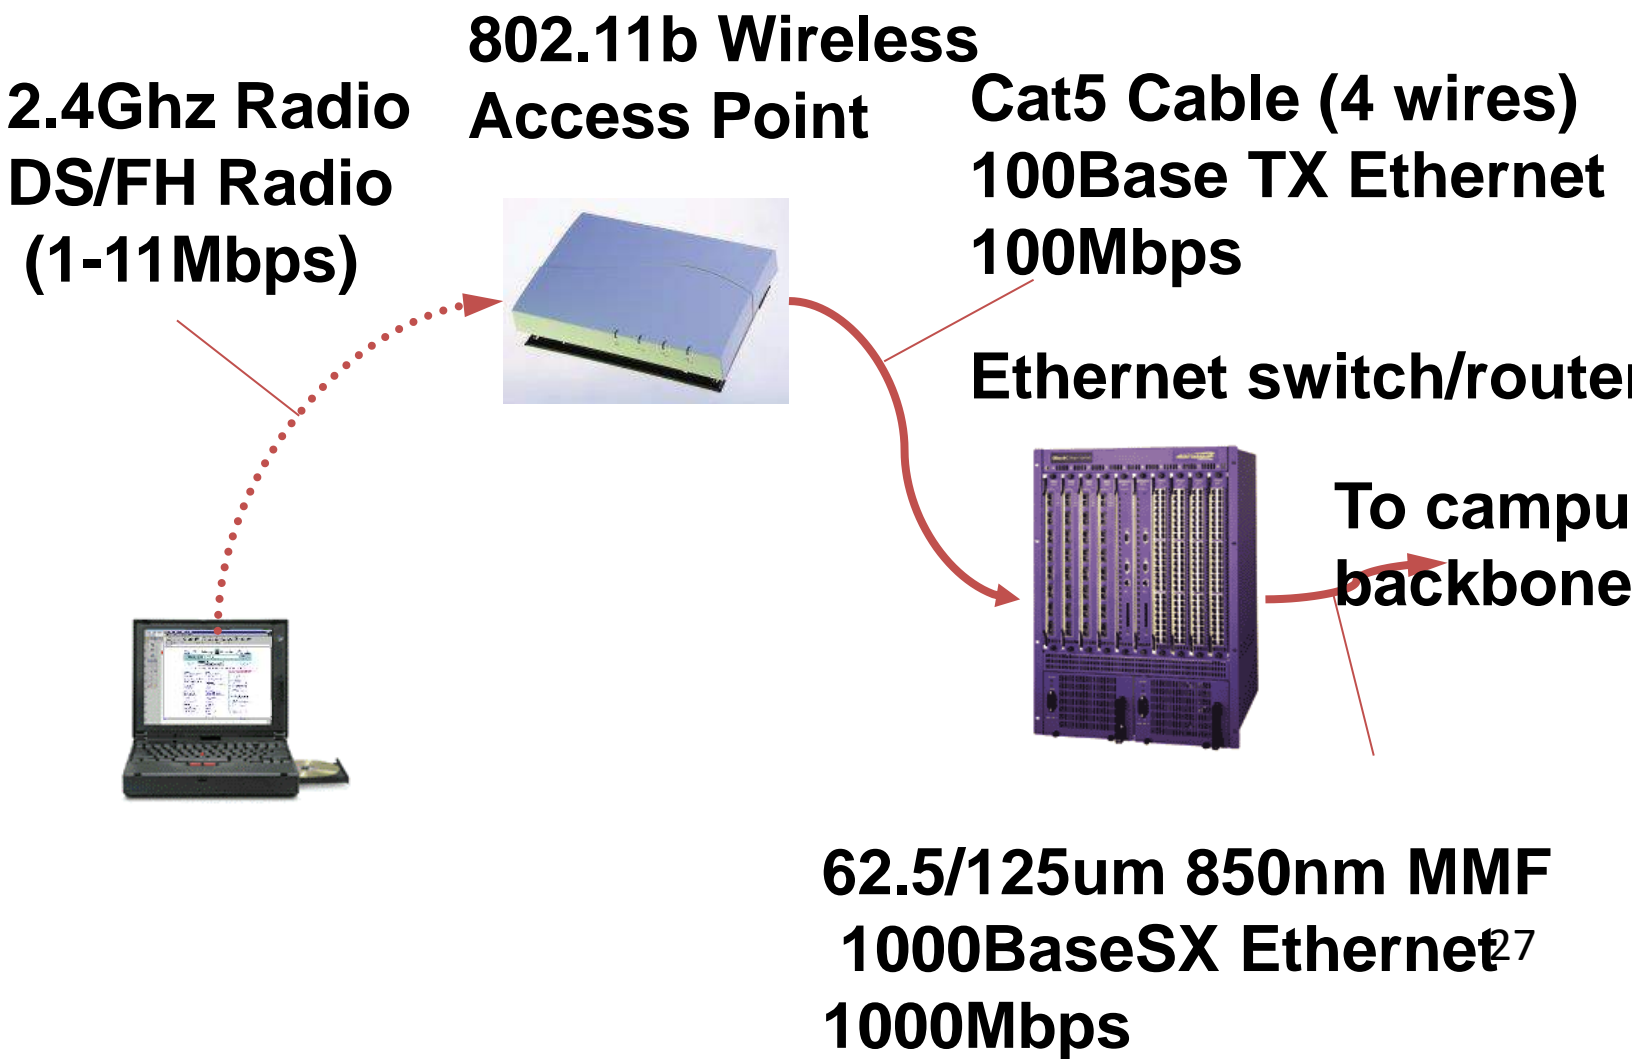 802.11b Wireless
Access Point
2.4Ghz Radio
DS/FH Radio
(1-11Mbps)
Cat5 Cable (4 wires)
100Base TX Ethernet
100Mbps
Ethernet switch/router
To campu
backbone
62.5/125um 850nm MMF
1000BaseSX Ethernet
27
1000Mbps